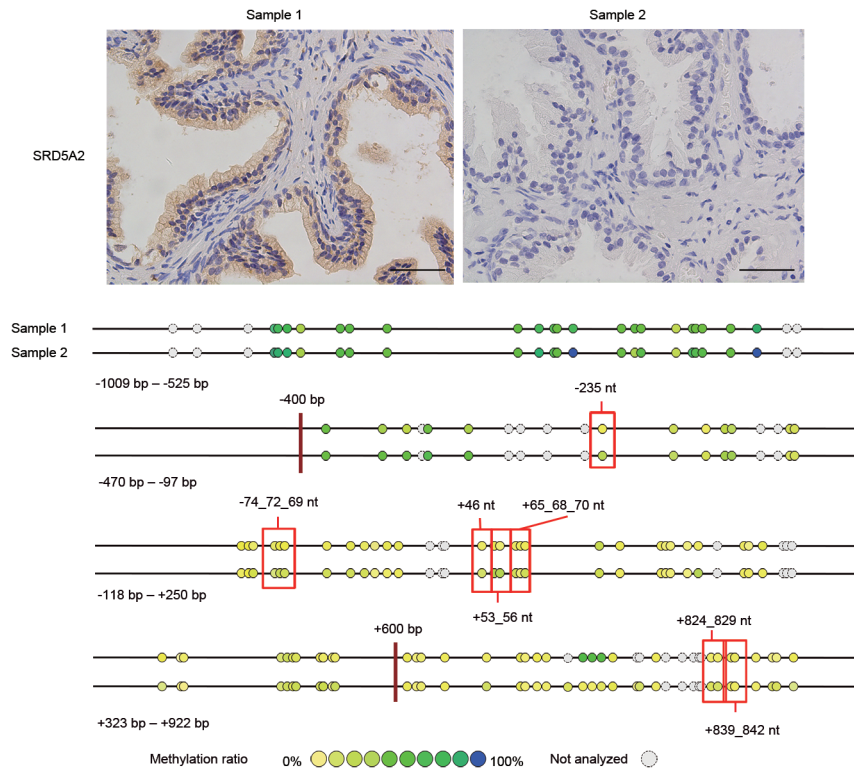 Sample 1 Sample 2
SRD5A2
Sample 1
Sample 2
-1009 bp – -525 bp
-400 bp
-235 nt
-470 bp – -97 bp
-74_72_69 nt
+46 nt
+65_68_70 nt
-118 bp – +250 bp
+53_56 nt
+600 bp
+824_829 nt
+323 bp – +922 bp
+839_842 nt
Methylation ratio 0% 100% Not analyzed